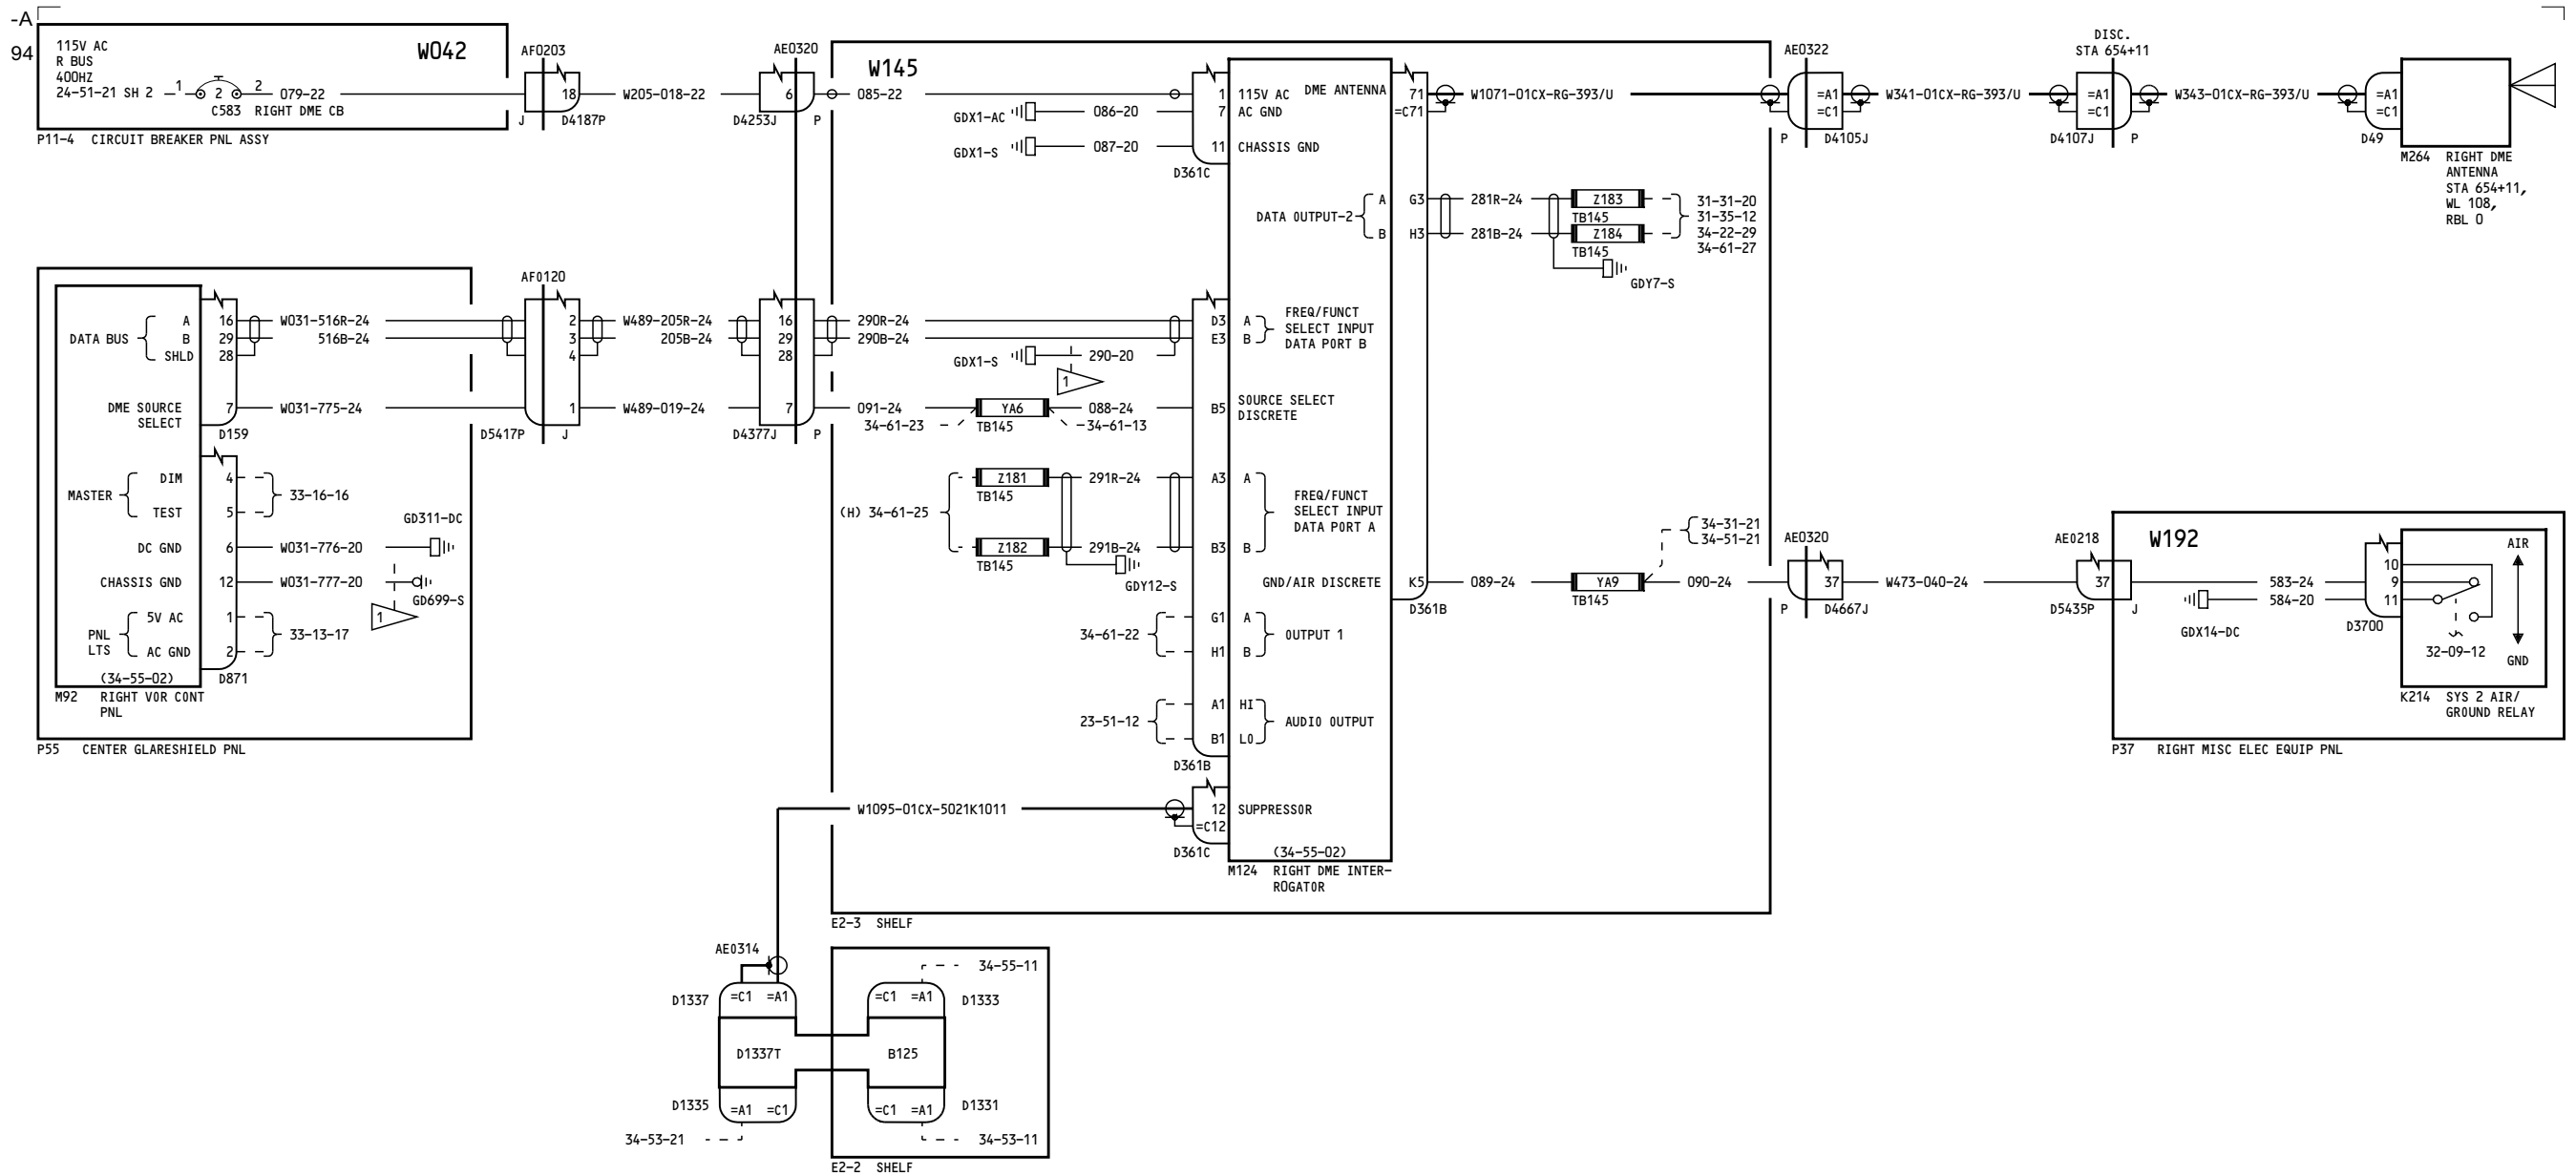 -A
94
115V AC
R BUS
400HZ
24-51-21 SH 2
1
2
2
079-22
C583 RIGHT DME CB
W042
P11-4 CIRCUIT BREAKER PNL ASSY
AF0203
18
J
D4187P
W205-018-22
AE0320
6
D4253J
P
W145
085-22
GDX1-AC
086-20
GDX1-S
087-20
1
7
11
D361C
115V AC
AC GND
CHASSIS GND
DME ANTENNA
71
=C71
W1071-01CX-RG-393/U
AE0322
=A1
=C1
P
D4105J
W341-01CX-RG-393/U
DISC.
STA 654+11
=A1
=C1
D4107J
P
W343-01CX-RG-393/U
=A1
=C1
D49
M264 RIGHT DME
ANTENNA
STA 654+11,
WL 108,
RBL 0
DATA OUTPUT-2
A
B
G3
H3
281R-24
281B-24
Z183
TB145
Z184
TB145
GDY7-S
31-31-20
31-35-12
34-22-29
34-61-27
DATA BUS
A
B
SHLD
16
29
28
W031-516R-24
516B-24
DME SOURCE
SELECT
7
W031-775-24
D159
AF0120
2
3
4
1
D5417P
J
W489-205R-24
205B-24
W489-019-24
16
29
28
7
D4377J
P
290R-24
290B-24
GDX1-S
290-20
1
091-24
34-61-23
YA6
TB145
088-24
34-61-13
D3
E3
A
B
FREQ/FUNCT
SELECT INPUT
DATA PORT B
B5
SOURCE SELECT
DISCRETE
MASTER
DIM
TEST
4
5
33-16-16
DC GND
6
W031-776-20
GD311-DC
CHASSIS GND
12
W031-777-20
GD699-S
1
PNL
LTS
5V AC
AC GND
1
2
33-13-17
(34-55-02)
D871
M92 RIGHT VOR CONT
PNL
P55 CENTER GLARESHIELD PNL
(H) 34-61-25
Z181
TB145
Z182
TB145
291R-24
291B-24
GDY12-S
A3
B3
A
B
FREQ/FUNCT
SELECT INPUT
DATA PORT A
GND/AIR DISCRETE
K5
D361B
089-24
YA9
TB145
34-31-21
34-51-21
090-24
AE0320
37
P
D4667J
W473-040-24
AE0218
37
D5435P
J
W192
583-24
584-20
GDX14-DC
10
9
11
D3700
32-09-12
AIR
GND
K214 SYS 2 AIR/
GROUND RELAY
P37 RIGHT MISC ELEC EQUIP PNL
34-61-22
G1
H1
A
B
OUTPUT 1
23-51-12
A1
B1
HI
LO
AUDIO OUTPUT
D361B
W1095-01CX-5021K1011
12
=C12
SUPPRESSOR
D361C
(34-55-02)
M124 RIGHT DME INTER-
ROGATOR
E2-3 SHELF
AE0314
D1337
=C1 =A1
D1337T
D1335
=A1 =C1
34-53-21
34-55-11
=C1 =A1
D1333
B125
=C1 =A1
D1331
34-53-11
E2-2 SHELF